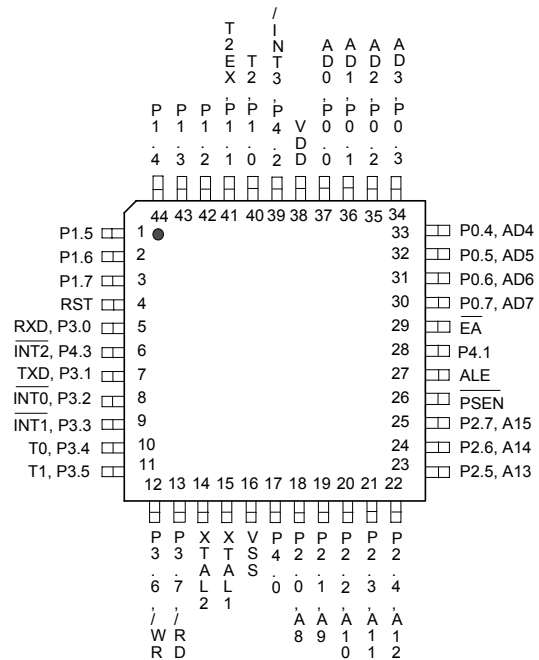 P1.4
P1.3
P1.2
T2EX,P1.1
T2,P1.0
/INT3,P4.2
VDD
AD0,P0.0
AD1,P0.1
AD2,P0.2
AD3,P0.3
44 43 42 41 40 39 38 37 36 35 34
P1.5 1
P1.6 2
P1.7 3
RST 4
RXD, P3.0 5
INT2, P4.3 6
TXD, P3.1 7
INT0, P3.2 8
INT1, P3.3 9
T0, P3.4 10
T1, P3.5 11
33 P0.4, AD4
32 P0.5, AD5
31 P0.6, AD6
30 P0.7, AD7
29 EA
28 P4.1
27 ALE
26 PSEN
25 P2.7, A15
24 P2.6, A14
23 P2.5, A13
12 13 14 15 16 17 18 19 20 21 22
P3.6,/WR
P3.7,/RD
XTAL2
XTAL1
VSS
P4.0
P2.0,A8
P2.1,A9
P2.2,A10
P2.3,A11
P2.4,A12